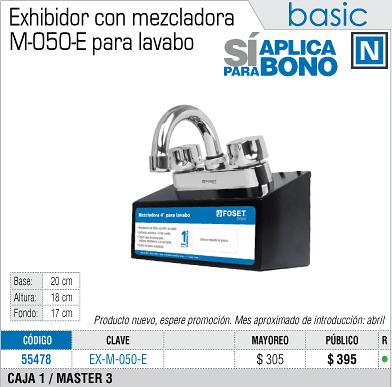 Exhibidor con mezcladora
M-050-E para lavabo
basic
SÍ APLICA
PARA BONO
N
FOSET
Mezcladora 4" para lavabo
FOSET
Base: 20 cm
Altura: 18 cm
Fondo: 17 cm
Producto nuevo, espere promoción. Mes aproximado de introducción: abril
CÓDIGO CLAVE MAYOREO PÚBLICO R
55478 EX-M-050-E $ 305 $ 395
CAJA 1 / MASTER 3